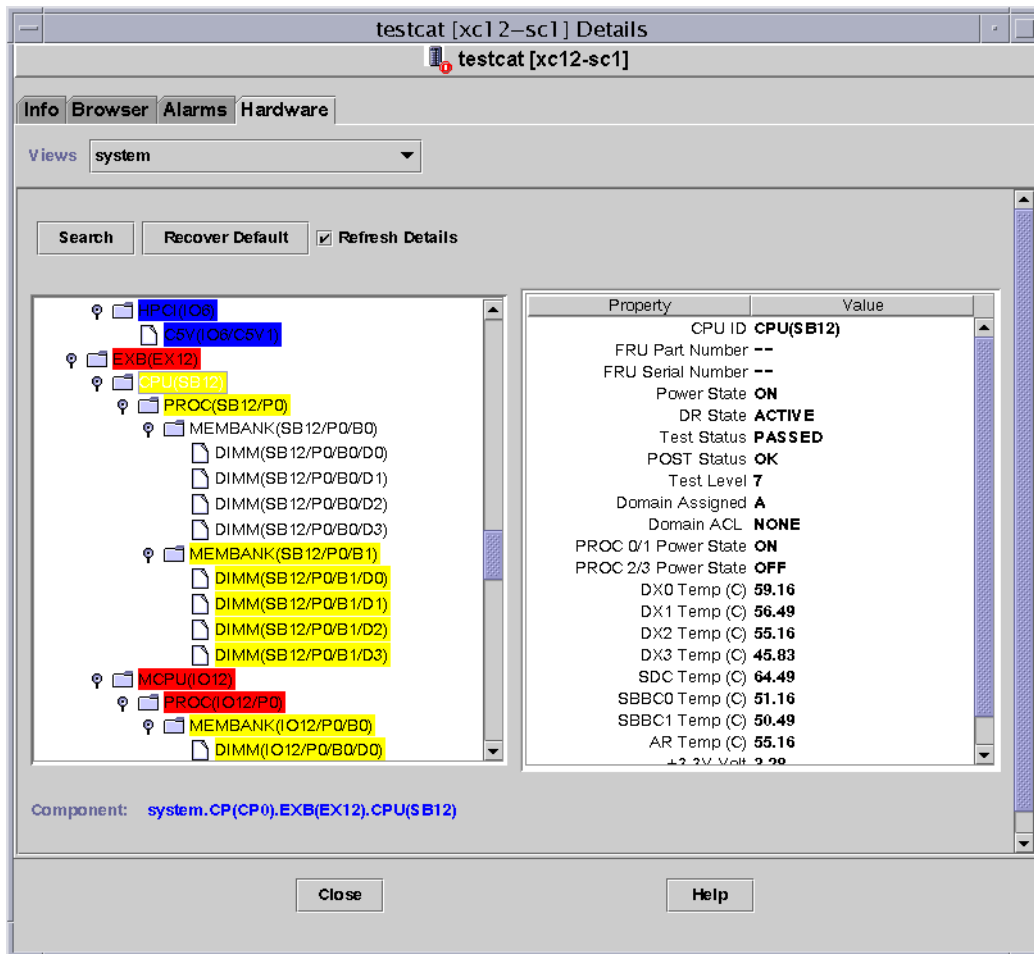 testcat [xc12-sc1] Details
testcat [xc12-sc1]
Info Browser Alarms Hardware
Views system
Search Recover Default Refresh Details
HPCI(IO6)
C5V(IO6/C5V1)
EXB(EX12)
CPU(SB12)
PROC(SB12/P0)
MEMBANK(SB12/P0/B0)
DIMM(SB12/P0/B0/D0)
DIMM(SB12/P0/B0/D1)
DIMM(SB12/P0/B0/D2)
DIMM(SB12/P0/B0/D3)
MEMBANK(SB12/P0/B1)
DIMM(SB12/P0/B1/D0)
DIMM(SB12/P0/B1/D1)
DIMM(SB12/P0/B1/D2)
DIMM(SB12/P0/B1/D3)
MCPU(IO12)
PROC(IO12/P0)
MEMBANK(IO12/P0/B0)
DIMM(IO12/P0/B0/D0)
Property Value
CPU ID CPU(SB12)
FRU Part Number --
FRU Serial Number --
Power State ON
DR State ACTIVE
Test Status PASSED
POST Status OK
Test Level 7
Domain Assigned A
Domain ACL NONE
PROC 0/1 Power State ON
PROC 2/3 Power State OFF
DX0 Temp (C) 59.16
DX1 Temp (C) 56.49
DX2 Temp (C) 55.16
DX3 Temp (C) 45.83
SDC Temp (C) 64.49
SBBC0 Temp (C) 51.16
SBBC1 Temp (C) 50.49
AR Temp (C) 55.16
+3.3V Volt 3.29
Component: system.CP(CP0).EXB(EX12).CPU(SB12)
Close Help